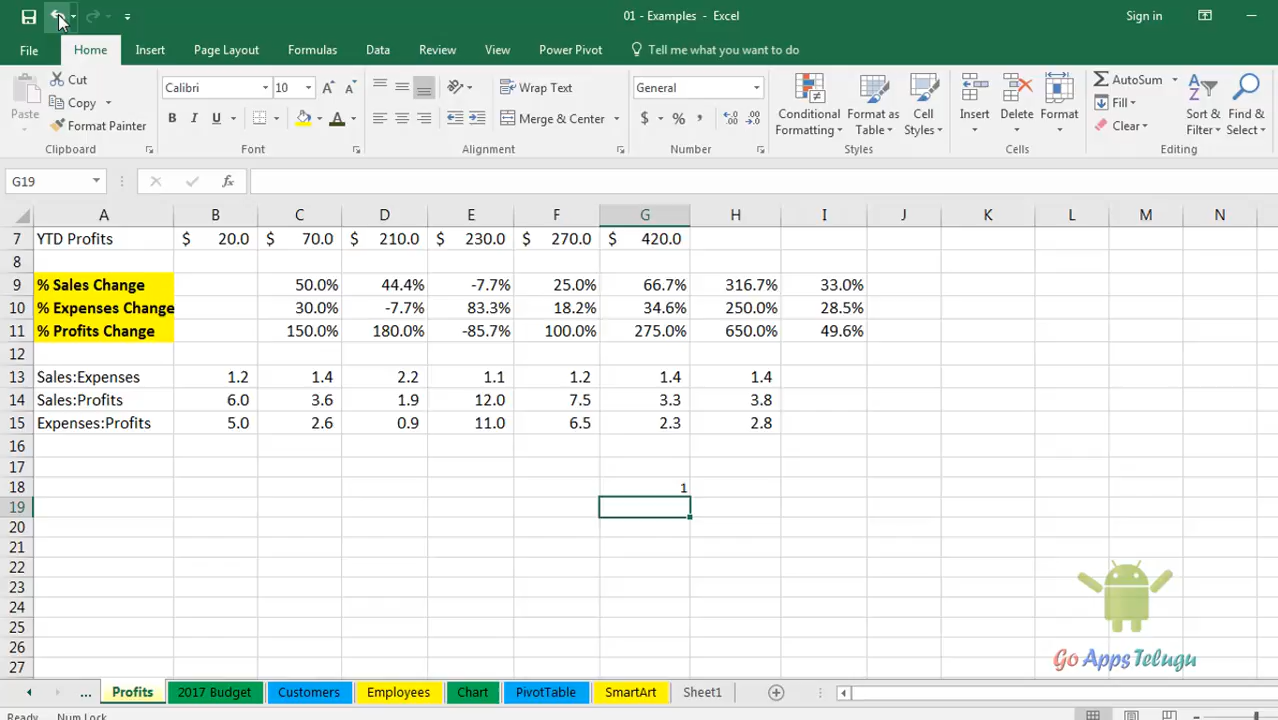 01 - Examples - Excel
Sign in
File Home Insert Page Layout Formulas Data Review View Power Pivot Tell me what you want to do
Paste
Cut
Copy
Format Painter
Clipboard
Calibri 10
B I U
Font
Wrap Text
Merge & Center
Alignment
General
$ % ,
Number
Conditional Formatting
Format as Table
Cell Styles
Styles
Insert
Delete
Format
Cells
AutoSum
Fill
Clear
Sort & Filter
Find & Select
Editing
G19 fx
A B C D E F G H I J K L M N
7 YTD Profits $ 20.0 $ 70.0 $ 210.0 $ 230.0 $ 270.0 $ 420.0
8
9 % Sales Change 50.0% 44.4% -7.7% 25.0% 66.7% 316.7% 33.0%
10 % Expenses Change 30.0% -7.7% 83.3% 18.2% 34.6% 250.0% 28.5%
11 % Profits Change 150.0% 180.0% -85.7% 100.0% 275.0% 650.0% 49.6%
12
13 Sales:Expenses 1.2 1.4 2.2 1.1 1.2 1.4 1.4
14 Sales:Profits 6.0 3.6 1.9 12.0 7.5 3.3 3.8
15 Expenses:Profits 5.0 2.6 0.9 11.0 6.5 2.3 2.8
16
17
18 1
19
20
21
22
23
24
25
26
27
Go Apps Telugu
... Profits 2017 Budget Customers Employees Chart PivotTable SmartArt Sheet1
Ready Num Lock